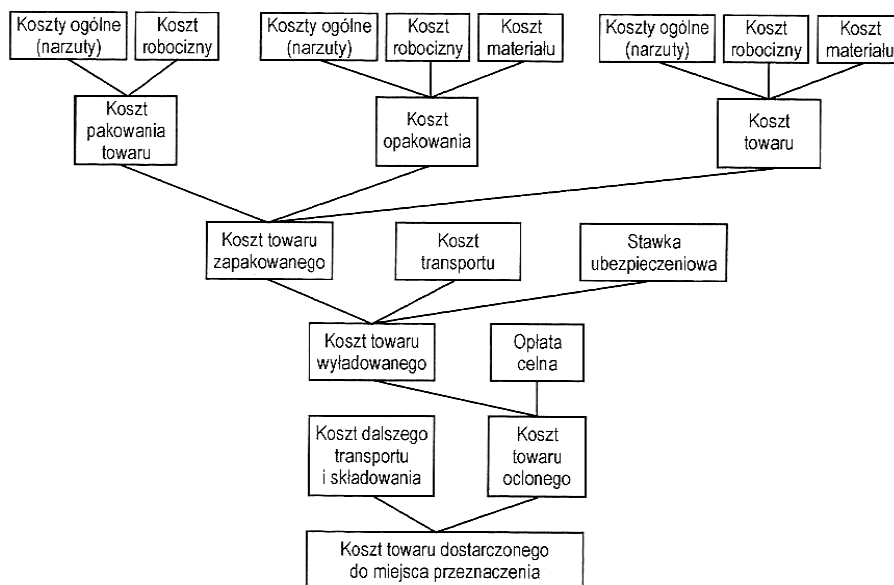 Koszty ogólne
(narzuty)
Koszt
robocizny
Koszty ogólne
(narzuty)
Koszt
robocizny
Koszt
materiału
Koszty ogólne
(narzuty)
Koszt
robocizny
Koszt
materiału
Koszt
pakowania
towaru
Koszt
opakowania
Koszt
towaru
Koszt towaru
zapakowanego
Koszt
transportu
Stawka
ubezpieczeniowa
Koszt towaru
wyładowanego
Opłata
celna
Koszt dalszego
transportu
i składowania
Koszt
towaru
oclonego
Koszt towaru dostarczonego
do miejsca przeznaczenia